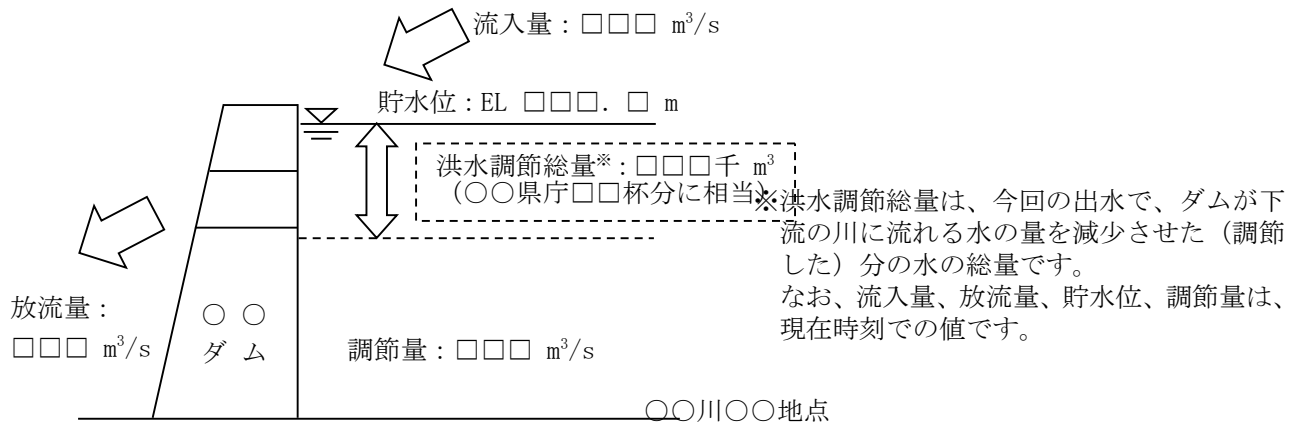 流入量：□□□ m³/s
貯水位：EL □□□. □ m
洪水調節総量※：□□□千 m³
（○○県庁□□杯分に相当）
※洪水調節総量は、今回の出水で、ダムが下
流の川に流れる水の量を減少させた（調節
した）分の水の総量です。
なお、流入量、放流量、貯水位、調節量は、
現在時刻での値です。
放流量：
□□□ m³/s
○ ○
ダ ム
調節量：□□□ m³/s
○○川○○地点